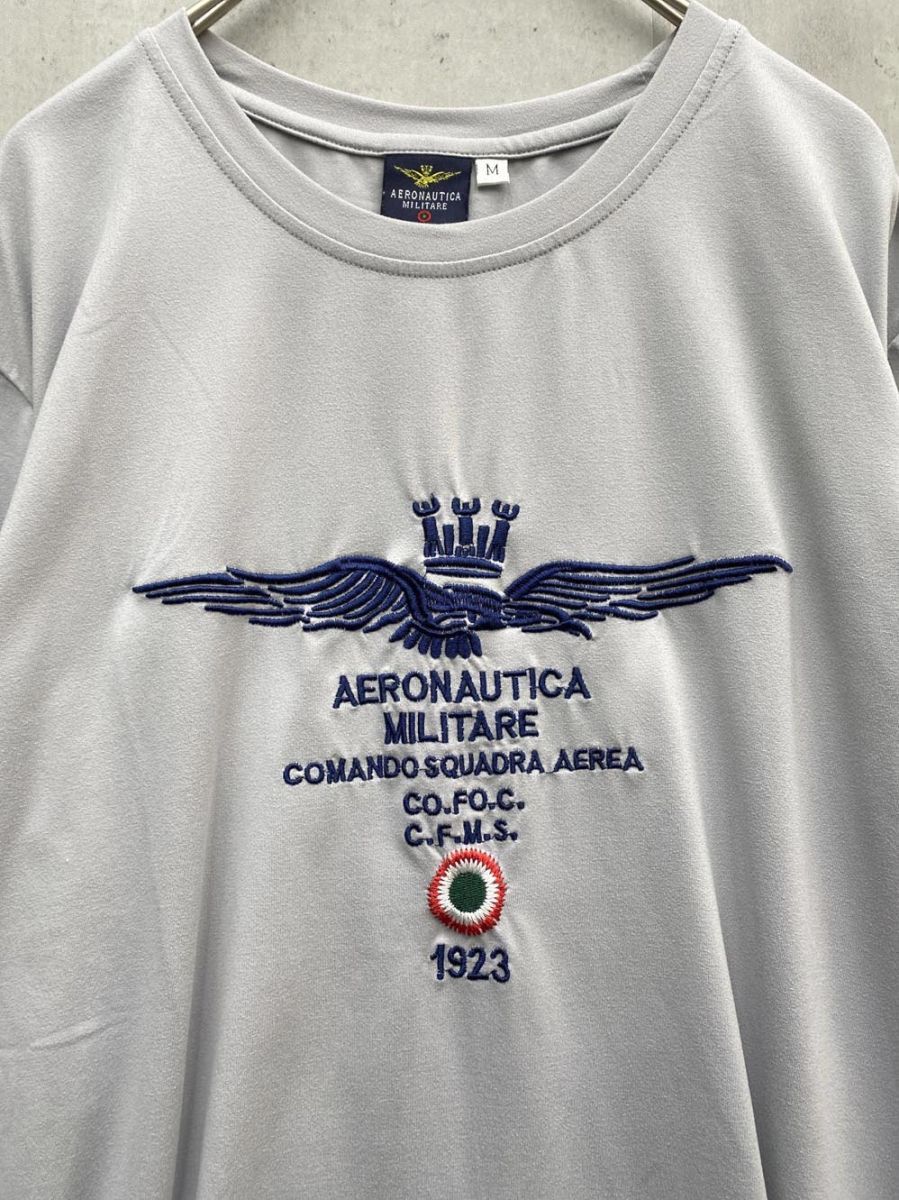 AERONAUTICA
MILITARE
M
AERONAUTICA
MILITARE
COMANDO SQUADRA AEREA
CO.FO.C.
C.F.M.S.
1923